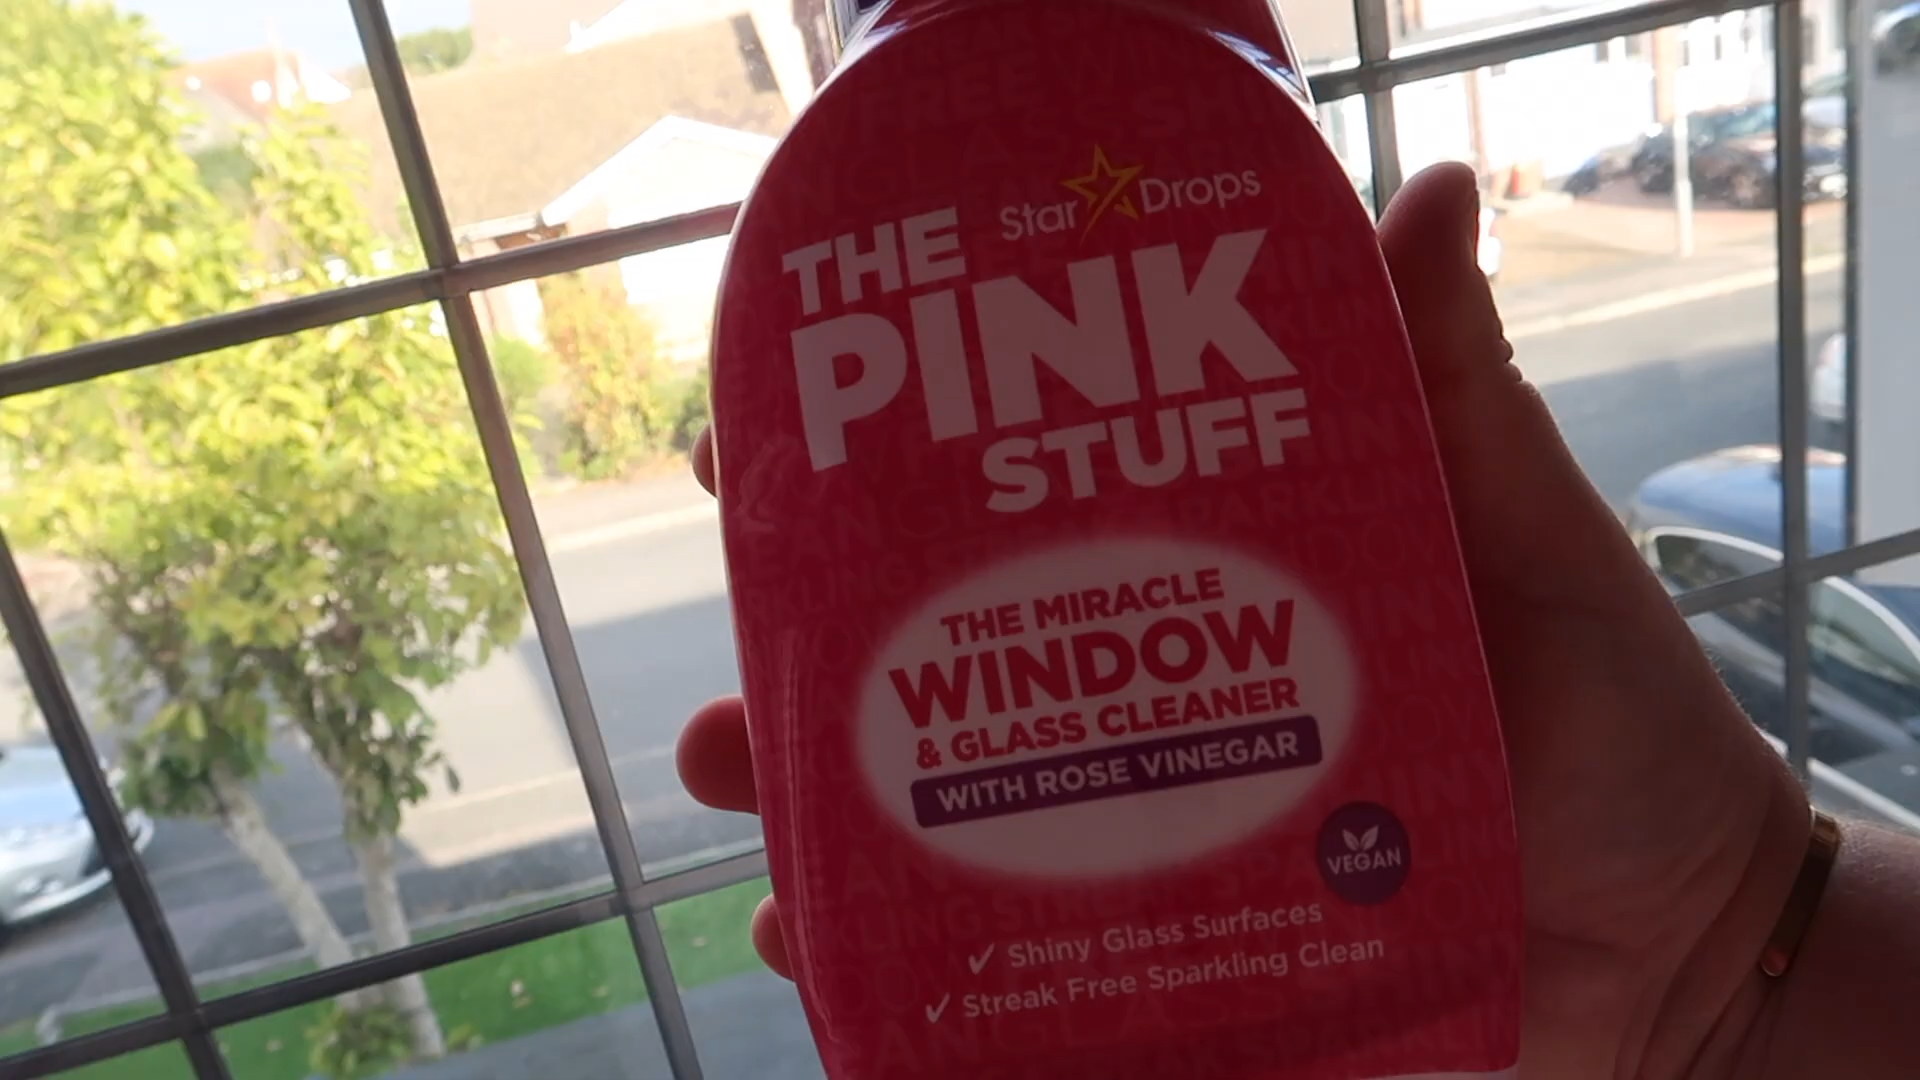 Star Drops
THE
PINK
STUFF
THE MIRACLE
WINDOW
& GLASS CLEANER
WITH ROSE VINEGAR
VEGAN
✓ Shiny Glass Surfaces
✓ Streak Free Sparkling Clean